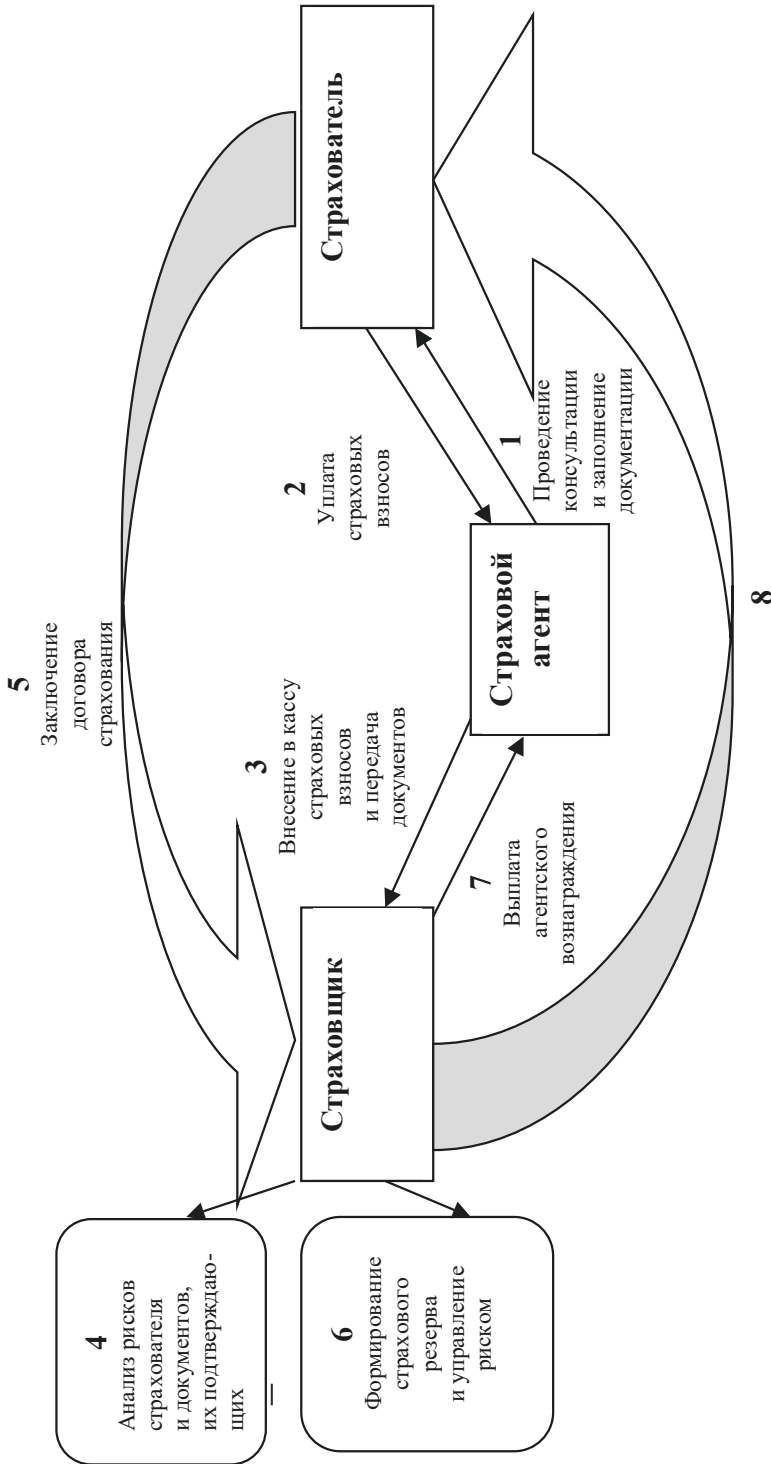 5
Заключение
договора
страхования
4
Анализ рисков
страхователя
и документов,
их подтверждаю-
щих
6
Формирование
страхового
резерва
и управление
риском
Страховщик
3
Внесение в кассу
страховых
взносов
и передача
документов
7
Выплата
агентского
вознаграждения
Страховой
агент
2
Уплата
страховых
взносов
1
Проведение
консультации
и заполнение
документации
Страхователь
8